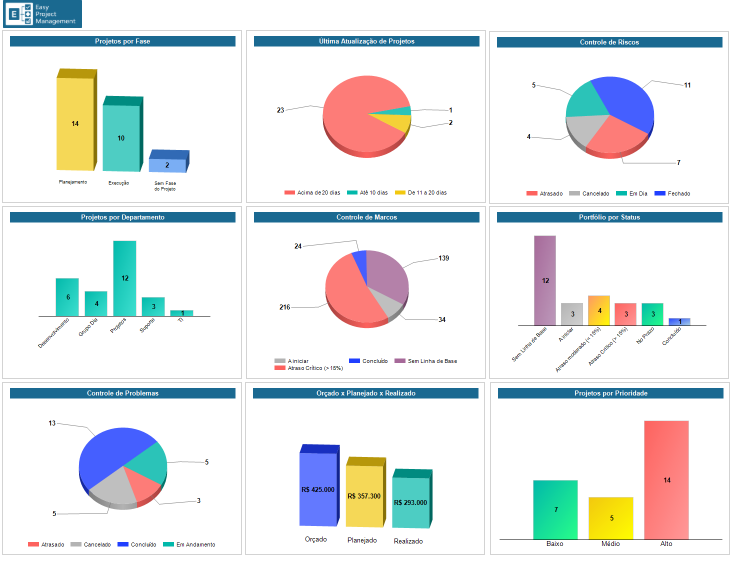 E
Easy
Project
Management
Projetos por Fase
14
10
2
Planejamento
Execução
Sem Fase
do Projeto
Última Atualização de Projetos
23
1
2
Acima de 20 dias
Até 10 dias
De 11 a 20 dias
Controle de Riscos
5
11
4
7
Atrasado
Cancelado
Em Dia
Fechado
Projetos por Departamento
6
4
12
3
1
Desenvolvimento
Grupo Dia
Projetos
Suporte
TI
Controle de Marcos
24
139
216
34
A iniciar
Concluído
Sem Linha de Base
Atraso Crítico (> 15%)
Portfólio por Status
12
3
4
3
3
1
Sem Linha de Base
A iniciar
Atraso moderado (< 15%)
Atraso Crítico (> 15%)
No Prazo
Concluído
Controle de Problemas
13
5
3
5
Atrasado
Cancelado
Concluído
Em Andamento
Orçado x Planejado x Realizado
R$ 425.000
R$ 357.300
R$ 293.000
Orçado
Planejado
Realizado
Projetos por Prioridade
7
5
14
Baixo
Médio
Alto